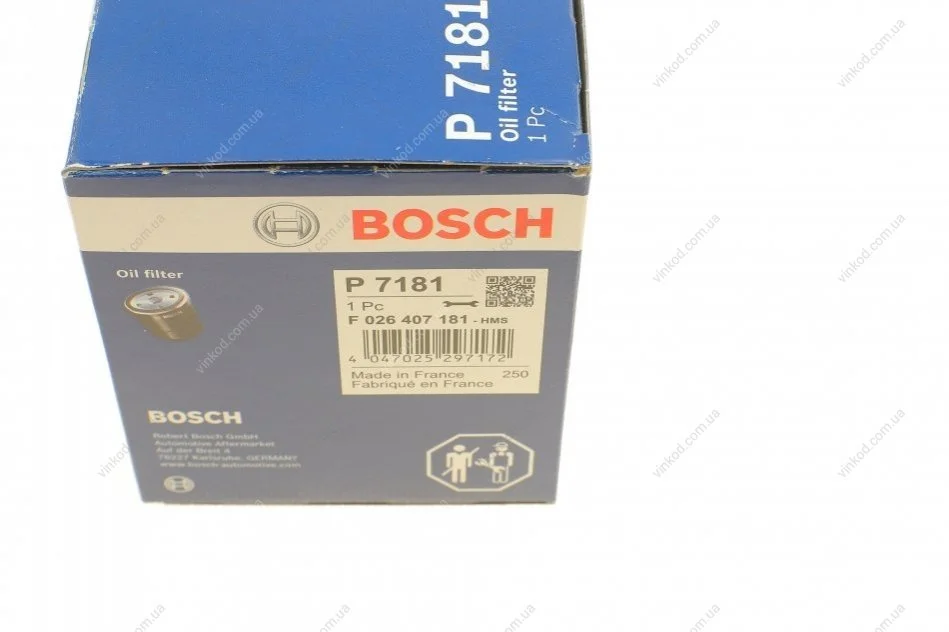 P 7181
Oil filter
1 Pc
BOSCH
Oil filter
P 7181
1 Pc
F 026 407 181 - HMS
4 047025 297172
Made in France 250
Fabriqué en France
BOSCH
Robert Bosch GmbH
Automotive Aftermarket
Auf der Breit 4
76227 Karlsruhe, GERMANY
www.bosch-automotive.com
vinkod.com.ua